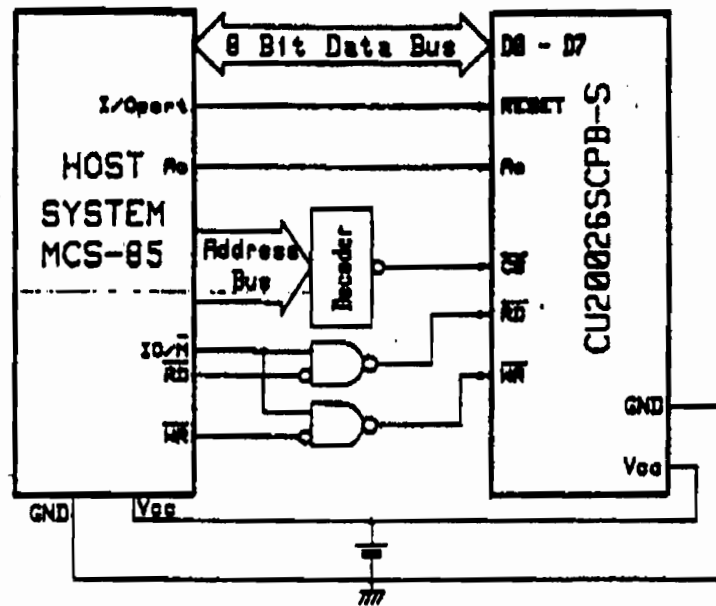 8 Bit Data Bus
D0 - D7
I/Oport
RESET
HOST
SYSTEM
MCS-85
A0
A0
CU20026SCPB-S
Address
Bus
Decoder
CS
RD
IO/M
RD
WR
WR
GND
Vcc
GND
Vcc